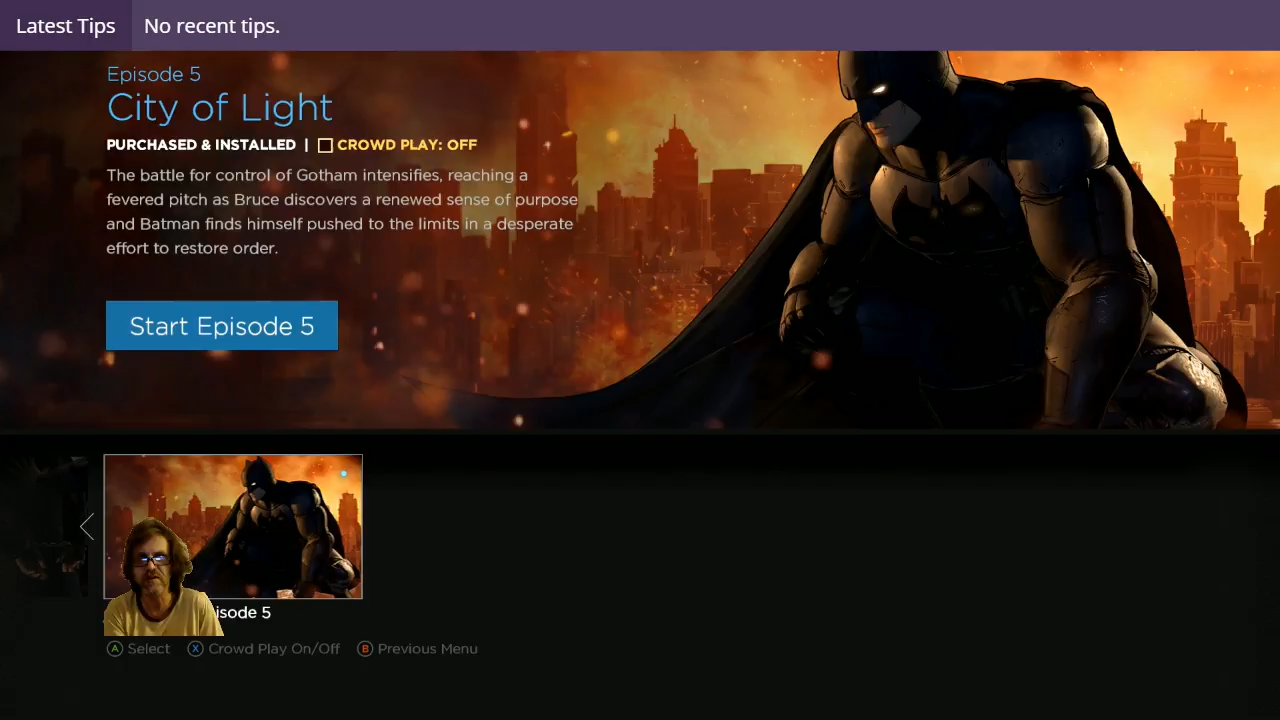 Latest Tips
No recent tips.
Episode 5
City of Light
PURCHASED & INSTALLED | CROWD PLAY: OFF
The battle for control of Gotham intensifies, reaching a
fevered pitch as Bruce discovers a renewed sense of purpose
and Batman finds himself pushed to the limits in a desperate
effort to restore order.
Start Episode 5
isode 5
A Select X Crowd Play On/Off B Previous Menu